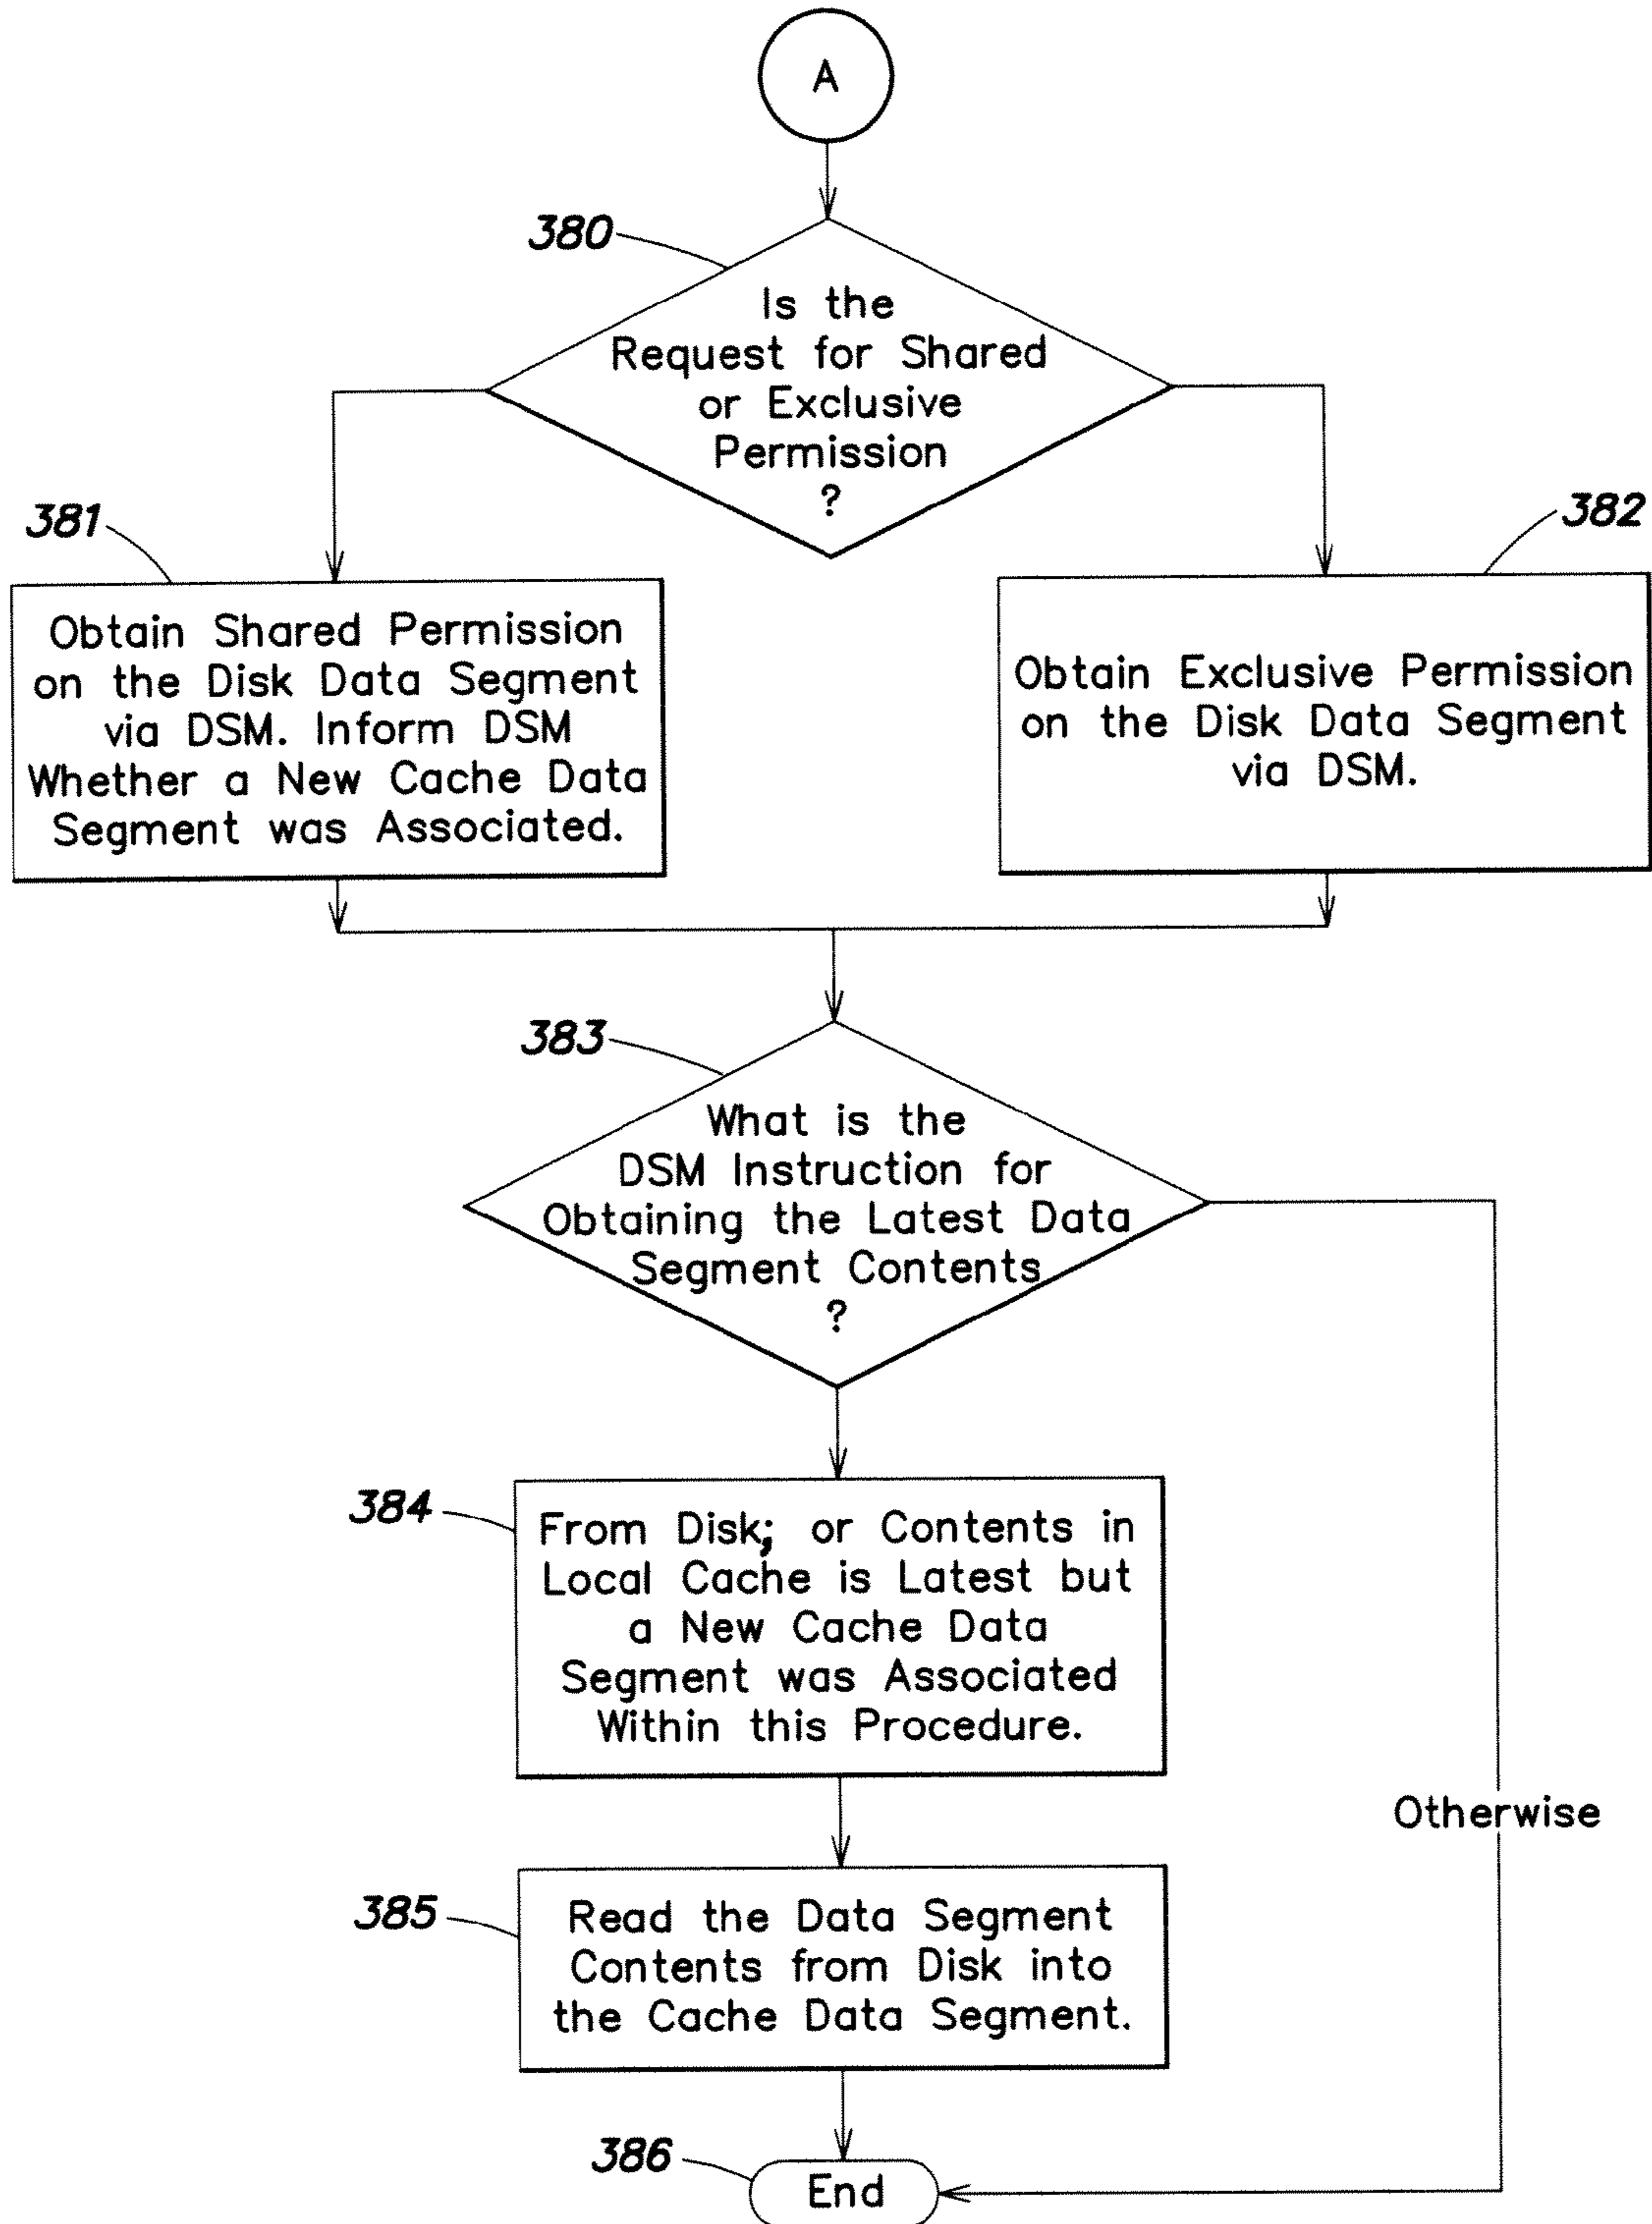 A
380
Is the
Request for Shared
or Exclusive
Permission
?
381
382
Obtain Shared Permission
on the Disk Data Segment
via DSM. Inform DSM
Whether a New Cache Data
Segment was Associated.
Obtain Exclusive Permission
on the Disk Data Segment
via DSM.
383
What is the
DSM Instruction for
Obtaining the Latest Data
Segment Contents
?
384
From Disk; or Contents in
Local Cache is Latest but
a New Cache Data
Segment was Associated
Within this Procedure.
Otherwise
385
Read the Data Segment
Contents from Disk into
the Cache Data Segment.
386
End